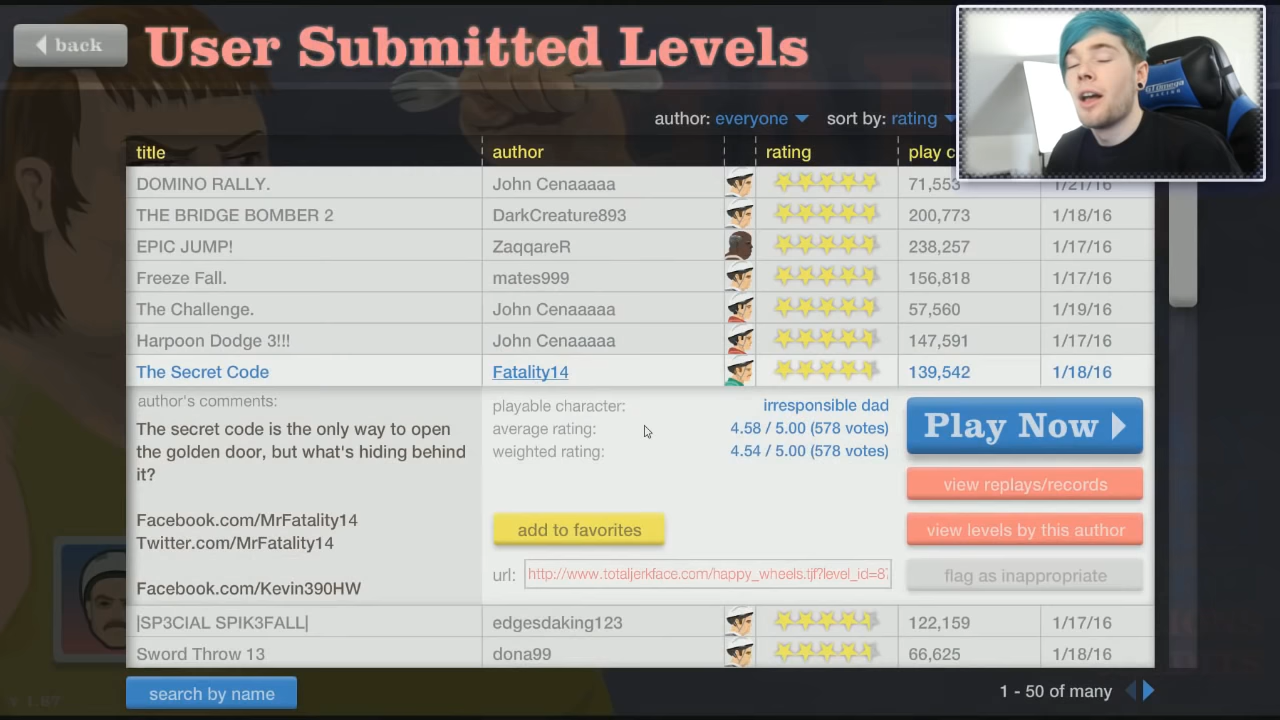 back
User Submitted Levels
author: everyone sort by: rating
title author rating play c
DOMINO RALLY. John Cenaaaaa 71,553 1/21/16
THE BRIDGE BOMBER 2 DarkCreature893 200,773 1/18/16
EPIC JUMP! ZaqqareR 238,257 1/17/16
Freeze Fall. mates999 156,818 1/17/16
The Challenge. John Cenaaaaa 57,560 1/19/16
Harpoon Dodge 3!!! John Cenaaaaa 147,591 1/17/16
The Secret Code Fatality14 139,542 1/18/16
author's comments:
The secret code is the only way to open
the golden door, but what's hiding behind
it?
Facebook.com/MrFatality14
Twitter.com/MrFatality14
Facebook.com/Kevin390HW
playable character: irresponsible dad
average rating: 4.58 / 5.00 (578 votes)
weighted rating: 4.54 / 5.00 (578 votes)
add to favorites
url: http://www.totaljerkface.com/happy_wheels.tjf?level_id=8
Play Now
view replays/records
view levels by this author
flag as inappropriate
|SP3CIAL SPIK3FALL| edgesdaking123 122,159 1/17/16
Sword Throw 13 dona99 66,625 1/18/16
search by name
1 - 50 of many
v 1.67